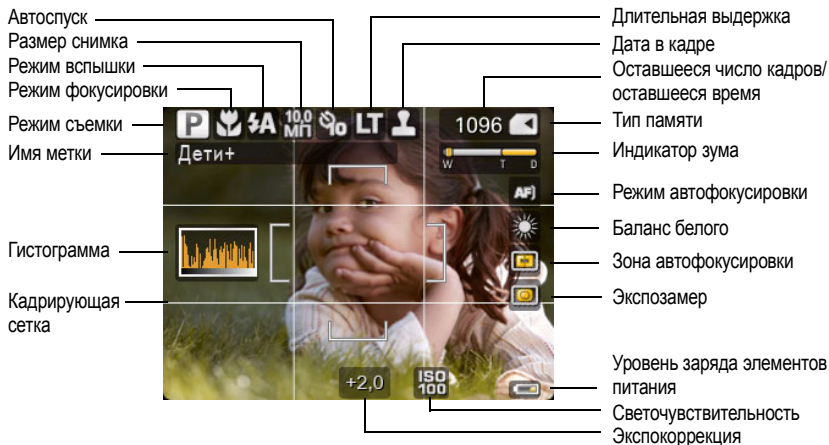 Автоспуск
Размер снимка
Режим вспышки
Режим фокусировки
Режим съемки
Имя метки
Гистограмма
Кадрирующая
сетка
Длительная выдержка
Дата в кадре
Оставшееся число кадров/
оставшееся время
Тип памяти
Индикатор зума
Режим автофокусировки
Баланс белого
Зона автофокусировки
Экспозамер
Уровень заряда элементов
питания
Светочувствительность
Экспокоррекция
P
A
10,0
МП
10
LT
1096
Дети+
W T D
AF
+2,0
ISO
100